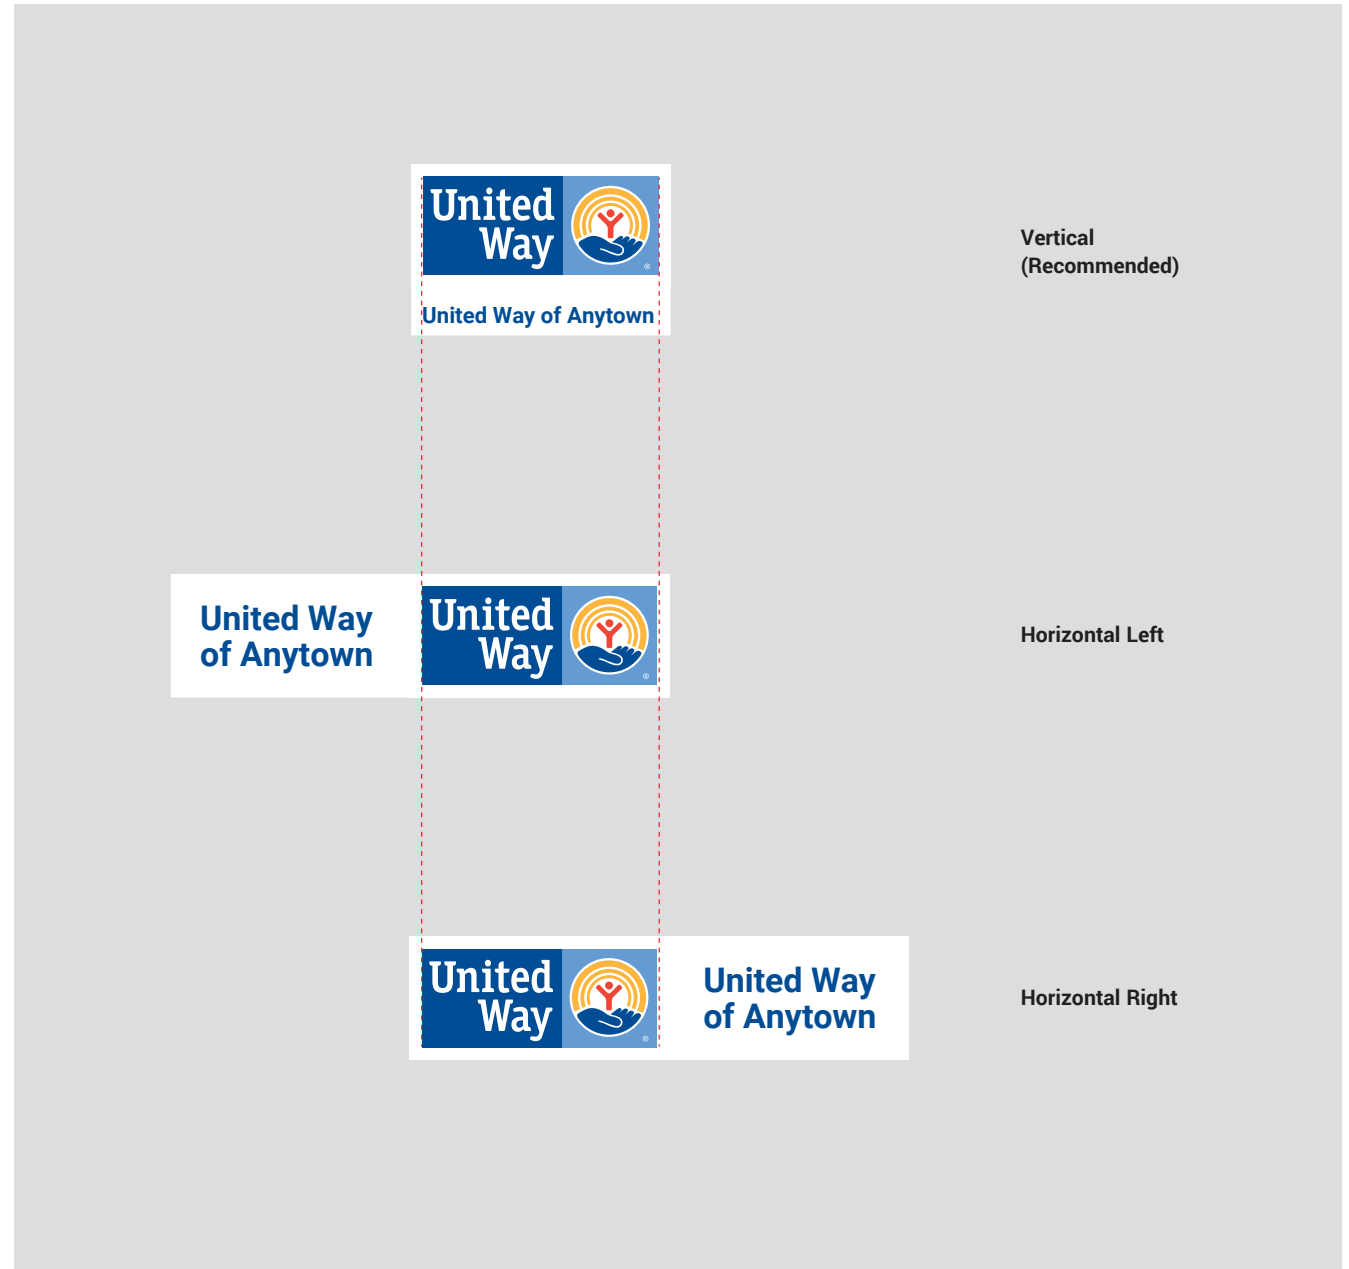 United
Way
®
United Way of Anytown
Vertical
(Recommended)
United Way
of Anytown
United
Way
®
Horizontal Left
United
Way
®
United Way
of Anytown
Horizontal Right